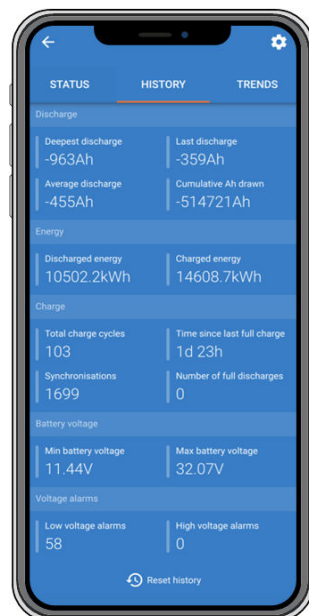 STATUS HISTORY TRENDS
Discharge
Deepest discharge Last discharge
-963Ah -359Ah
Average discharge Cumulative Ah drawn
-455Ah -514721Ah
Energy
Discharged energy Charged energy
10502.2kWh 14608.7kWh
Charge
Total charge cycles Time since last full charge
103 1d 23h
Synchronisations Number of full discharges
1699 0
Battery voltage
Min battery voltage Max battery voltage
11.44V 32.07V
Voltage alarms
Low voltage alarms High voltage alarms
58 0
Reset history